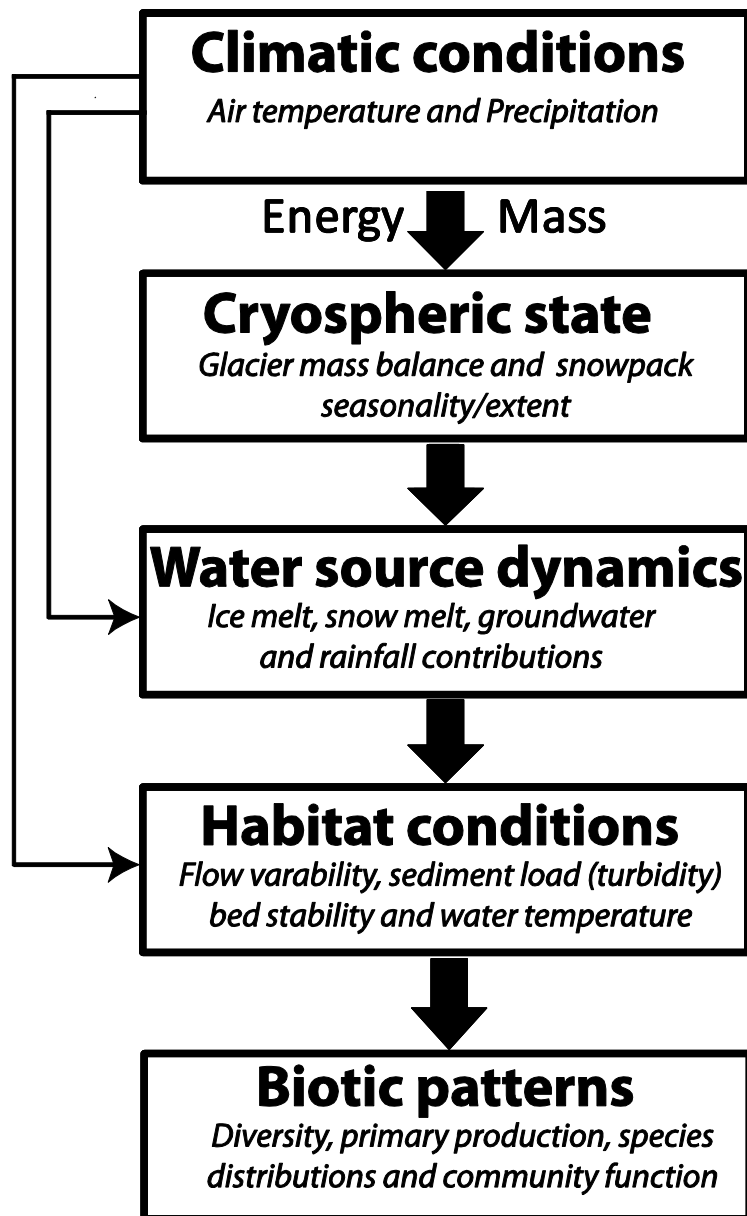 Climatic conditions
Air temperature and Precipitation
Energy Mass
Cryospheric state
Glacier mass balance and snowpack
seasonality/extent
Water source dynamics
Ice melt, snow melt, groundwater
and rainfall contributions
Habitat conditions
Flow varability, sediment load (turbidity)
bed stability and water temperature
Biotic patterns
Diversity, primary production, species
distributions and community function